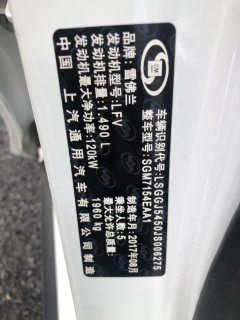 品牌：雪佛兰
整车型号：SGM7154EAA1
车辆识别代号：LSGGJ5450JS006275
发动机型号：LFV
发动机排量：1.490 L
制造年月：2017年08月
发动机最大净功率：120kW
乘坐人数：5
最大允许总质量：1960 kg
中国 上汽通用汽车有限公司制造